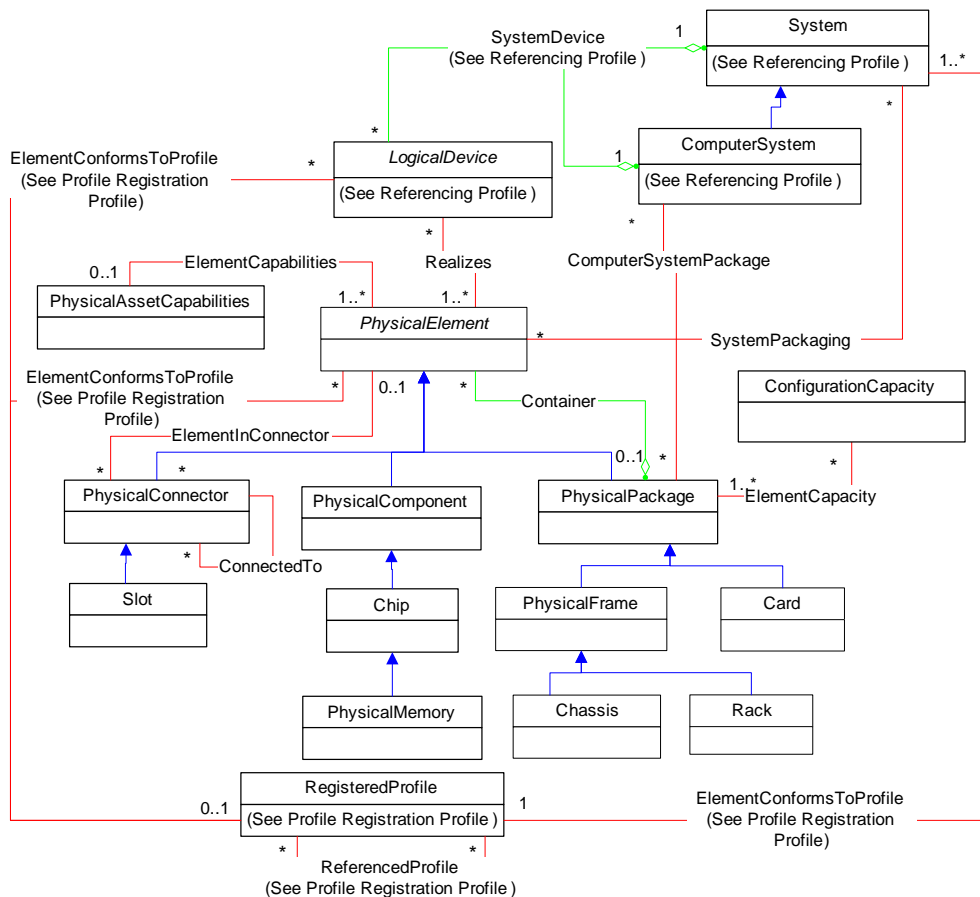 System
(See Referencing Profile )
1
1..*
*
SystemDevice
(See Referencing Profile )
*
1
ComputerSystem
(See Referencing Profile )
*
LogicalDevice
(See Referencing Profile )
*
*
ElementConformsToProfile
(See Profile Registration
Profile)
Realizes
ComputerSystemPackage
ElementCapabilities
0..1
1..*
1..*
PhysicalAssetCapabilities
PhysicalElement
*
SystemPackaging
ElementConformsToProfile
(See Profile Registration
Profile)
*
0..1
*
Container
ConfigurationCapacity
ElementInConnector
*
*
0..1
*
*
PhysicalConnector
PhysicalComponent
PhysicalPackage
1..*
ElementCapacity
*
ConnectedTo
Slot
Chip
PhysicalFrame
Card
PhysicalMemory
Chassis
Rack
RegisteredProfile
(See Profile Registration Profile )
0..1
1
ElementConformsToProfile
(See Profile Registration
Profile)
*
*
ReferencedProfile
(See Profile Registration Profile )